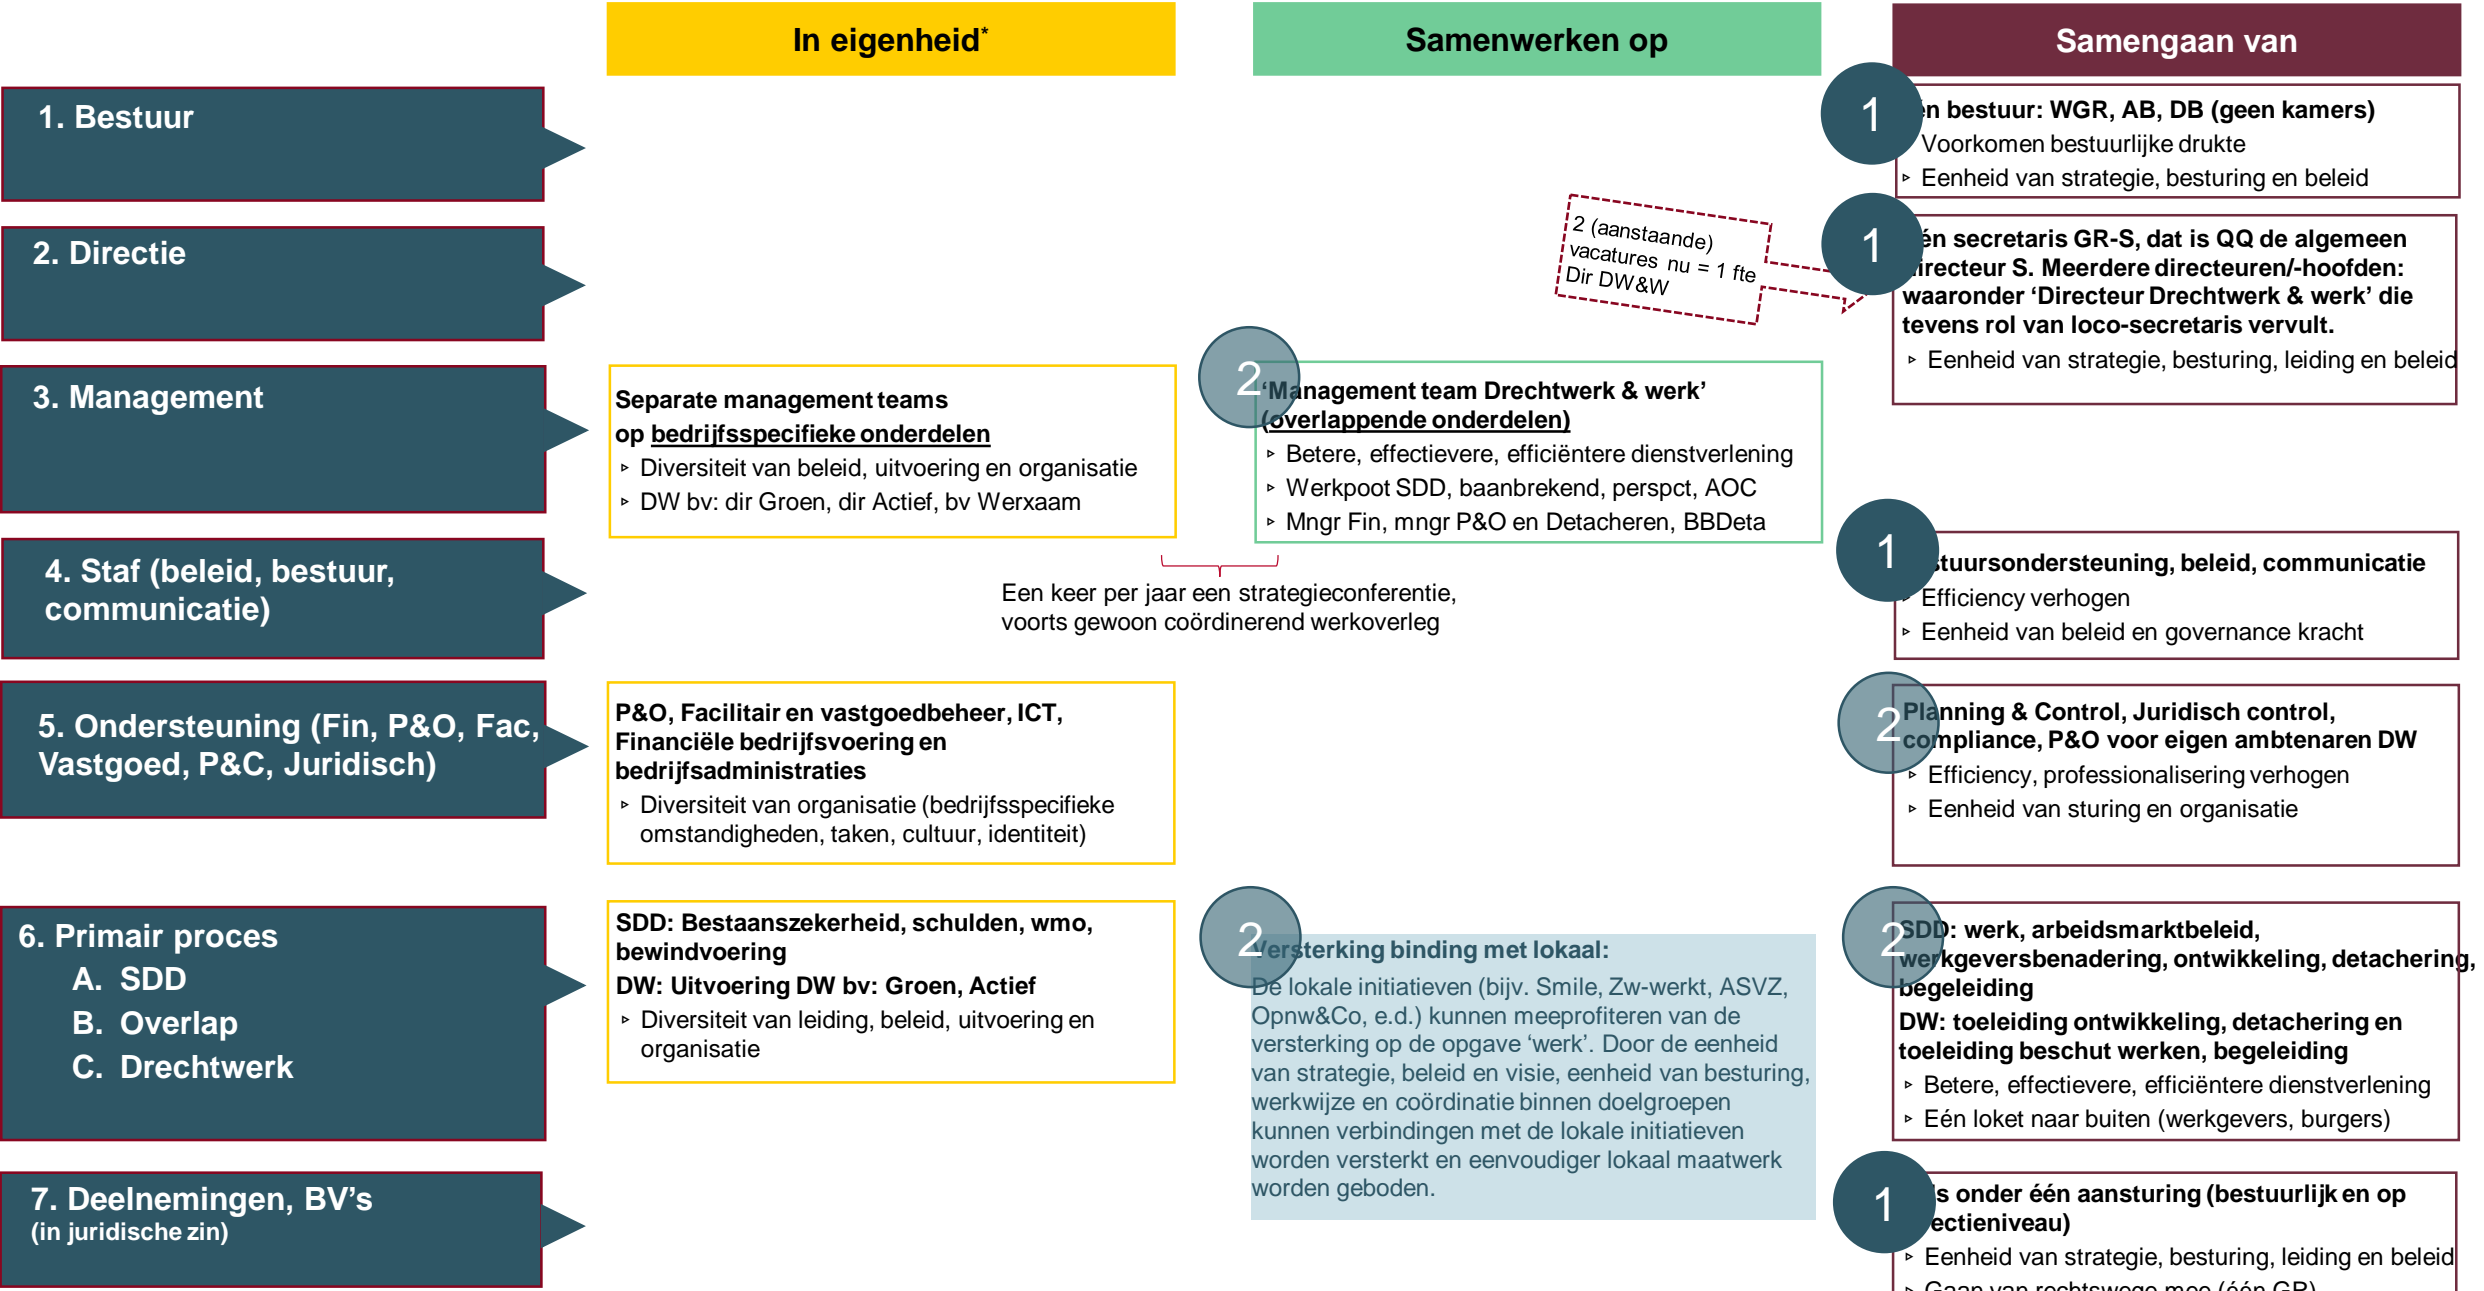 In eigenheid*
Samenwerken op
Samengaan van
1. Bestuur
1
n bestuur: WGR, AB, DB (geen kamers)
Voorkomen bestuurlijke drukte
▹ Eenheid van strategie, besturing en beleid
2. Directie
2 (aanstaande)
vacatures nu = 1 fte
Dir DW&W
1
én secretaris GR-S, dat is QQ de algemeen
directeur S. Meerdere directeuren/-hoofden:
waaronder ‘Directeur Drechtwerk & werk’ die
tevens rol van loco-secretaris vervult.
▹ Eenheid van strategie, besturing, leiding en beleid
3. Management
Separate management teams
op bedrijfsspecifieke onderdelen
▹ Diversiteit van beleid, uitvoering en organisatie
▹ DW bv: dir Groen, dir Actief, bv Werxaam
2
‘Management team Drechtwerk & werk’
(overlappende onderdelen)
▹ Betere, effectievere, efficiëntere dienstverlening
▹ Werkpoot SDD, baanbrekend, perspct, AOC
▹ Mngr Fin, mngr P&O en Detacheren, BBDeta
Een keer per jaar een strategieconferentie,
voorts gewoon coördinerend werkoverleg
4. Staf (beleid, bestuur,
communicatie)
1
stuursondersteuning, beleid, communicatie
▹ Efficiency verhogen
▹ Eenheid van beleid en governance kracht
5. Ondersteuning (Fin, P&O, Fac,
Vastgoed, P&C, Juridisch)
P&O, Facilitair en vastgoedbeheer, ICT,
Financiële bedrijfsvoering en
bedrijfsadministraties
▹ Diversiteit van organisatie (bedrijfsspecifieke
omstandigheden, taken, cultuur, identiteit)
2
Planning & Control, Juridisch control,
compliance, P&O voor eigen ambtenaren DW
▹ Efficiency, professionalisering verhogen
▹ Eenheid van sturing en organisatie
6. Primair proces
A. SDD
B. Overlap
C. Drechtwerk
SDD: Bestaanszekerheid, schulden, wmo,
bewindvoering
DW: Uitvoering DW bv: Groen, Actief
▹ Diversiteit van leiding, beleid, uitvoering en
organisatie
2
Versterking binding met lokaal:
De lokale initiatieven (bijv. Smile, Zw-werkt, ASVZ,
Opnw&Co, e.d.) kunnen meeprofiteren van de
versterking op de opgave ‘werk’. Door de eenheid
van strategie, beleid en visie, eenheid van besturing,
werkwijze en coördinatie binnen doelgroepen
kunnen verbindingen met de lokale initiatieven
worden versterkt en eenvoudiger lokaal maatwerk
worden geboden.
2
SDD: werk, arbeidsmarktbeleid,
werkgeversbenadering, ontwikkeling, detachering,
begeleiding
DW: toeleiding ontwikkeling, detachering en
toeleiding beschut werken, begeleiding
▹ Betere, effectievere, efficiëntere dienstverlening
▹ Eén loket naar buiten (werkgevers, burgers)
7. Deelnemingen, BV’s
(in juridische zin)
1
s onder één aansturing (bestuurlijk en op
ectieniveau)
▹ Eenheid van strategie, besturing, leiding en beleid
▹ Gaan van rechtswege mee (één GR)